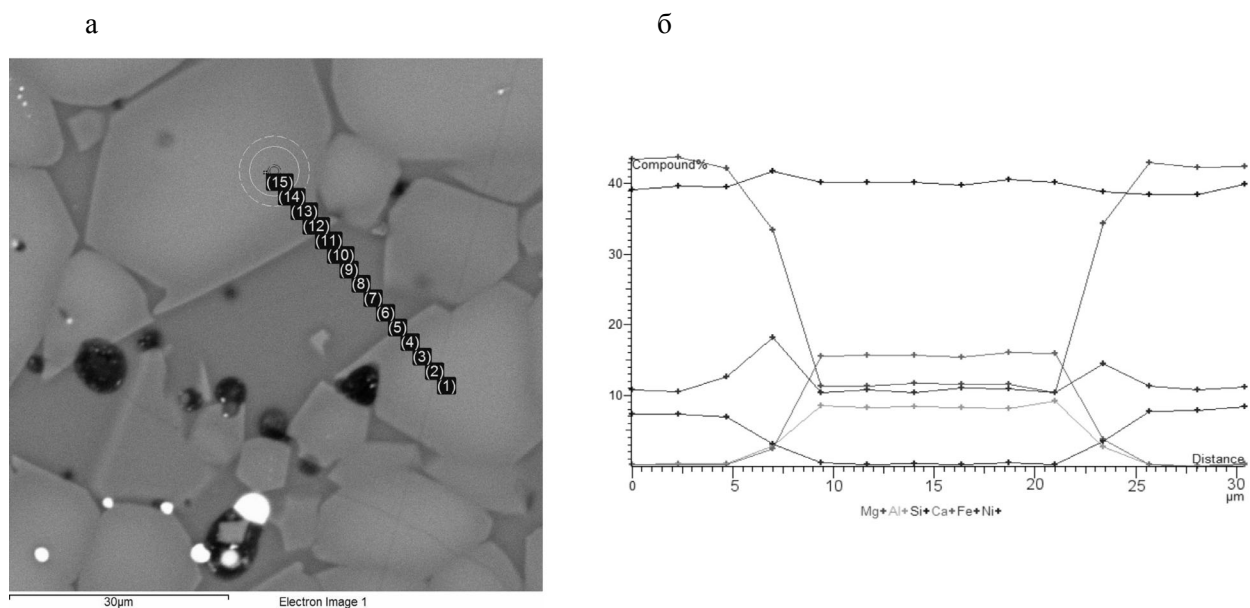 а б
(15)
(14)
(13)
(12)
(11)
(10)
(9)
(8)
(7)
(6)
(5)
(4)
(3)
(2)
(1)
30µm Electron Image 1
Compound%
40
30
20
10
Distance
0 5 10 15 20 25 30
µm
Mg+Al+Si+Ca+Fe+Ni+